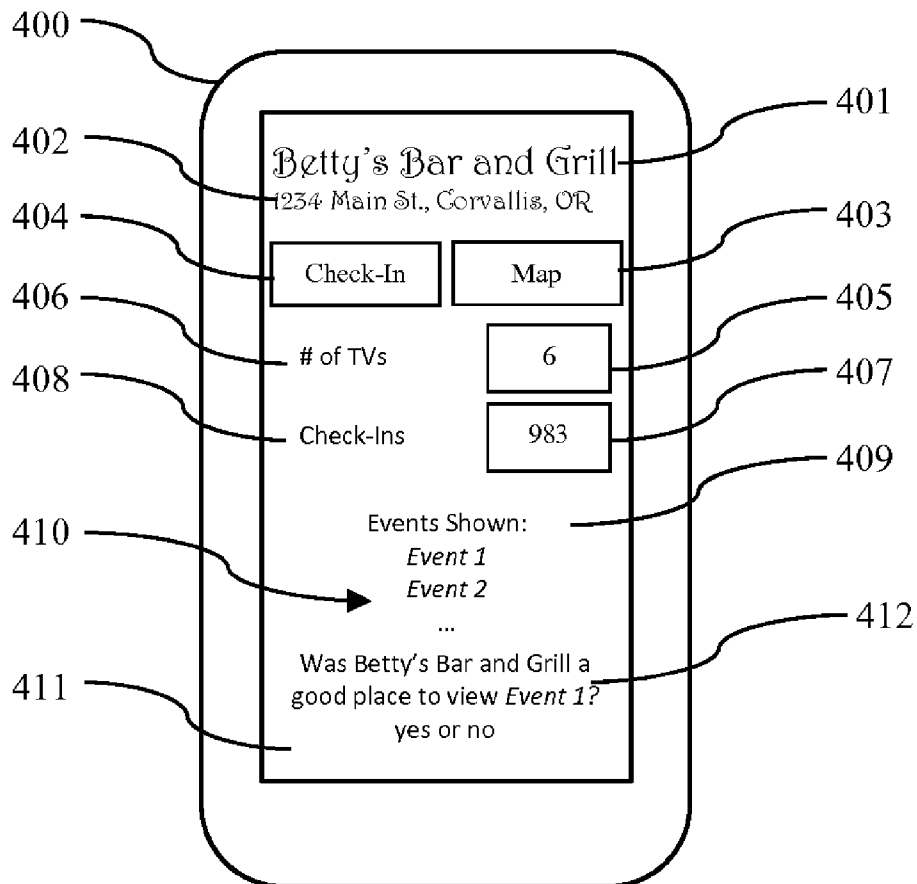 400
401
402
Betty's Bar and Grill
1234 Main St., Corvallis, OR
404
403
Check-In
Map
406
405
# of TVs
6
408
407
Check-Ins
983
409
Events Shown:
410
Event 1
Event 2
...
412
Was Betty's Bar and Grill a
411
good place to view Event 1?
yes or no